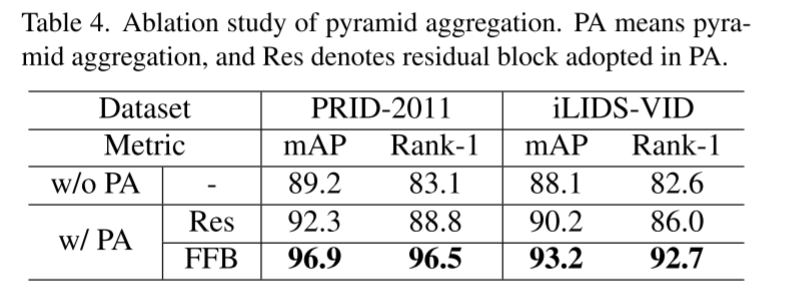 Table 4. Ablation study of pyramid aggregation. PA means pyra-
mid aggregation, and Res denotes residual block adopted in PA.
Dataset PRID-2011 iLIDS-VID
Metric mAP Rank-1 mAP Rank-1
w/o PA - 89.2 83.1 88.1 82.6
w/ PA Res 92.3 88.8 90.2 86.0
FFB 96.9 96.5 93.2 92.7